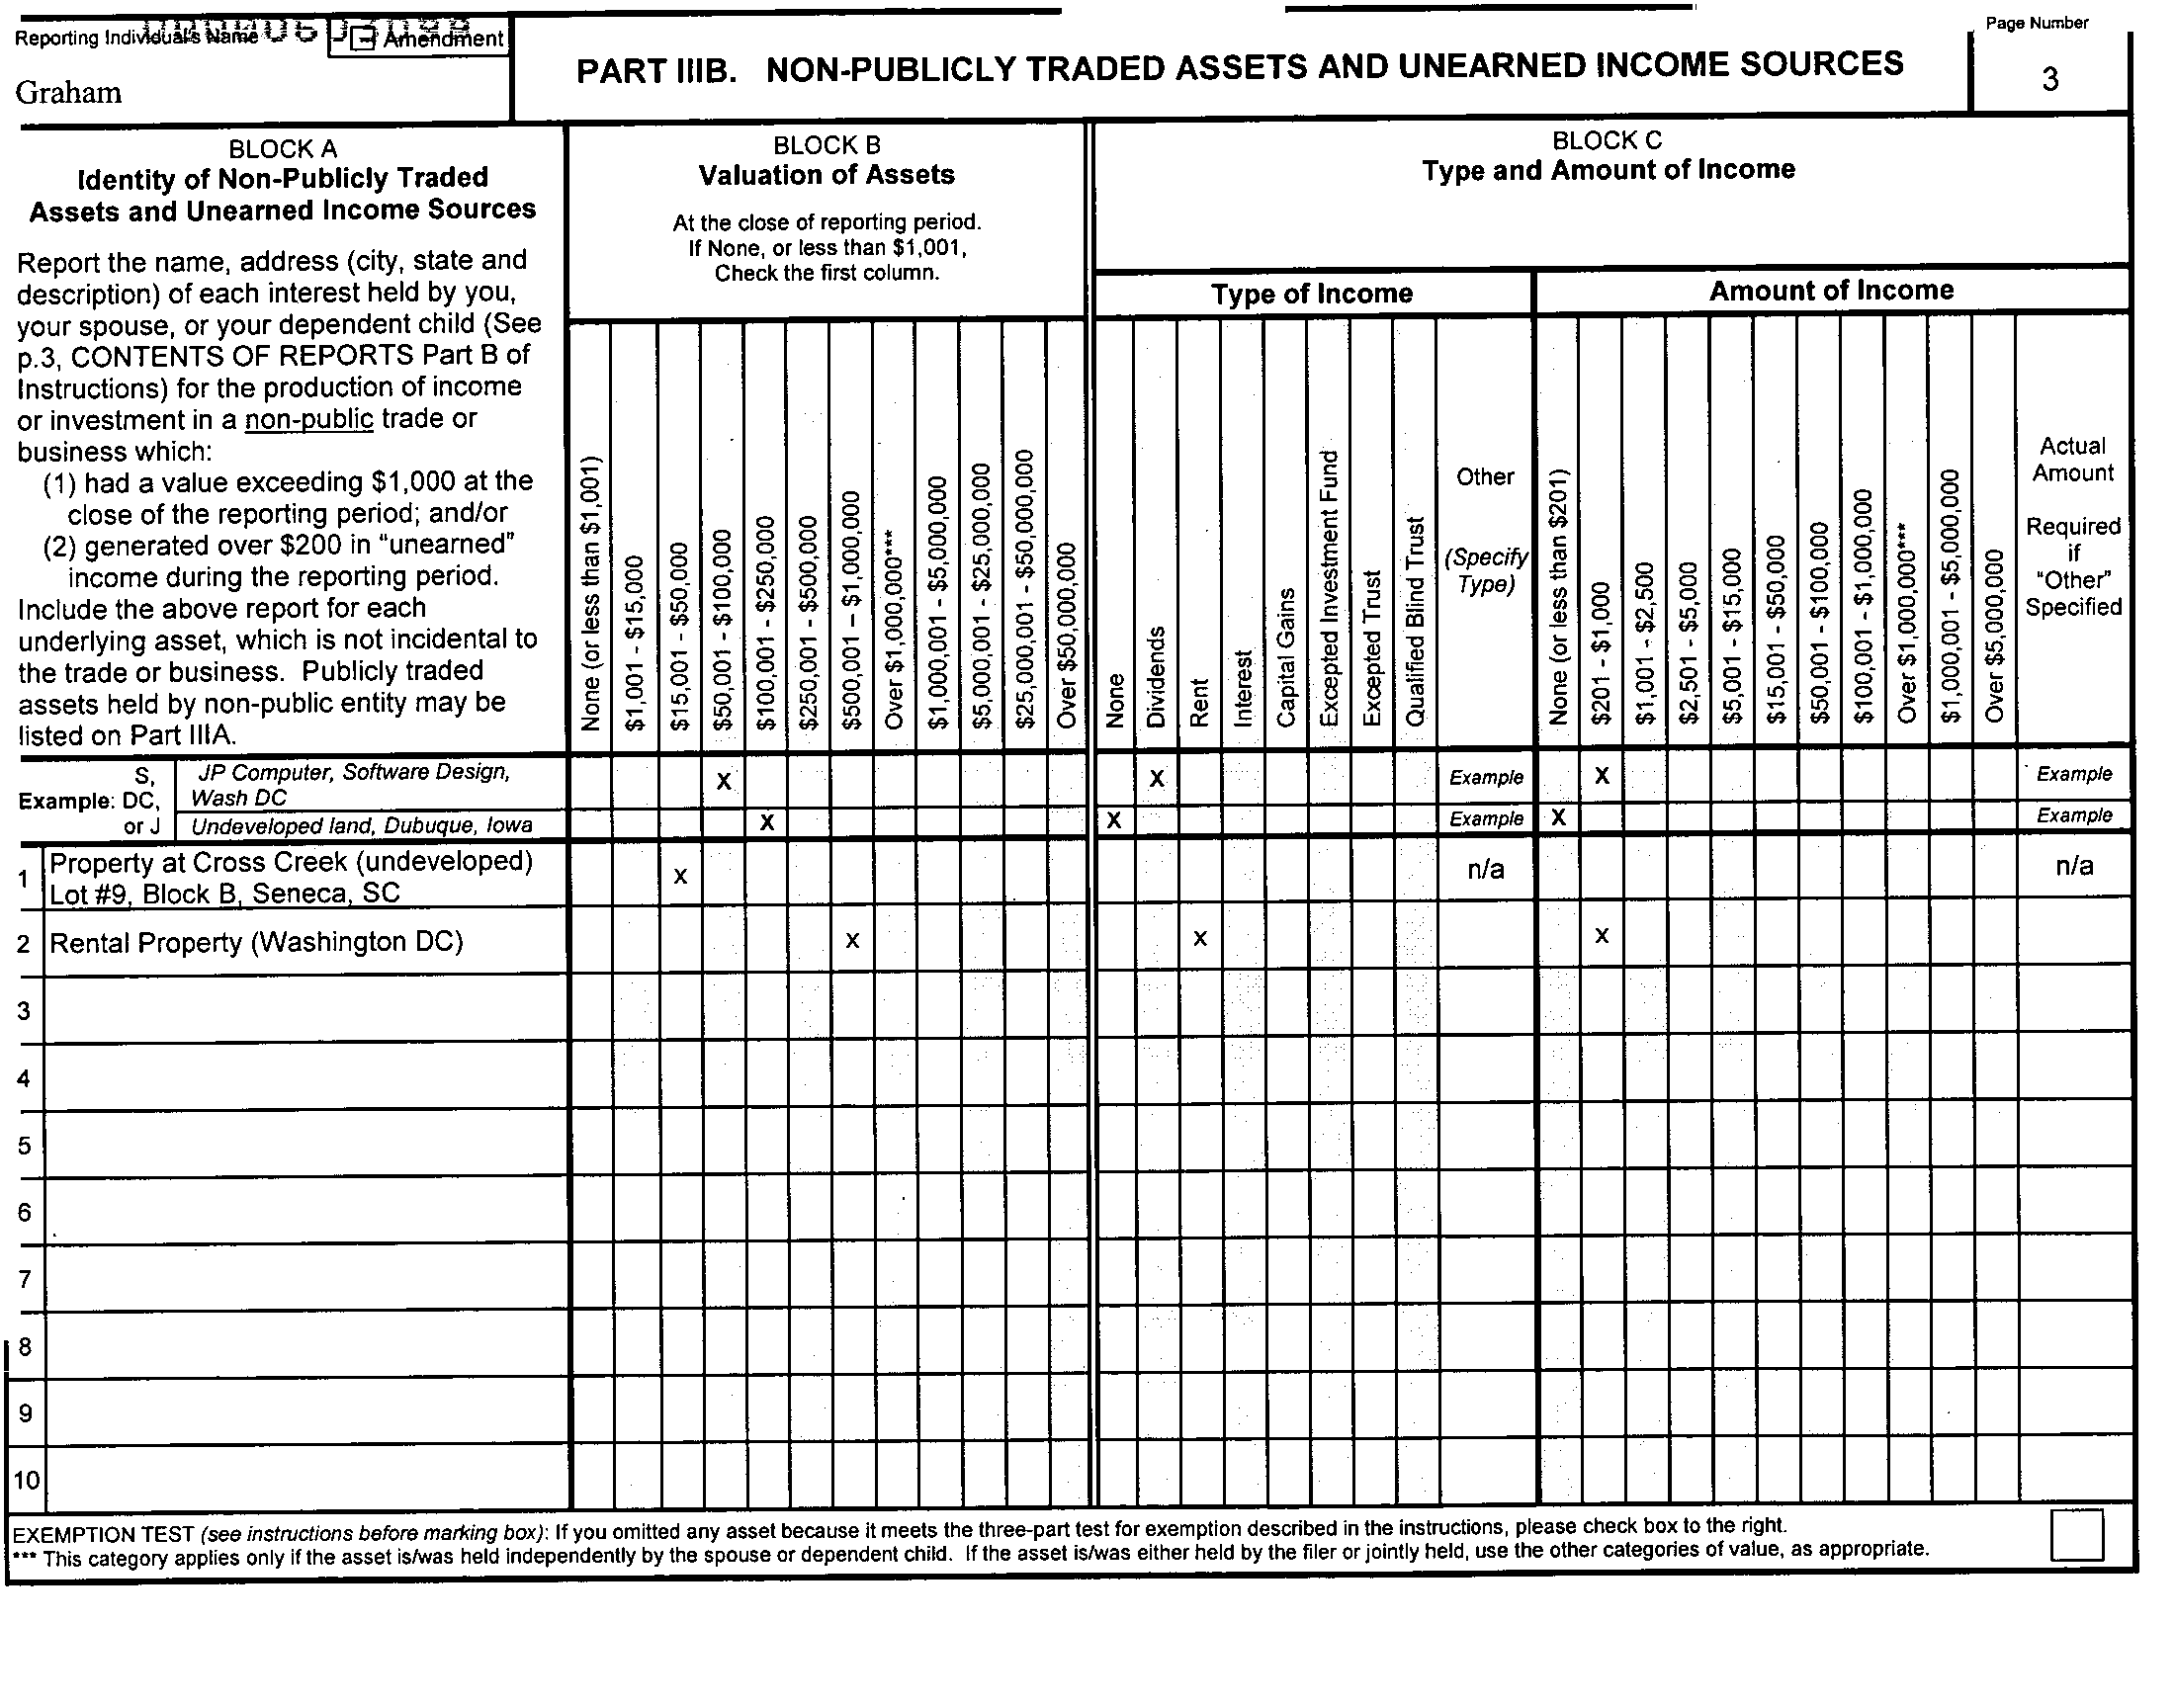 Reporting Individual's Name
Amendment
Graham
PART IIIB. NON-PUBLICLY TRADED ASSETS AND UNEARNED INCOME SOURCES
Page Number
3
BLOCK A
Identity of Non-Publicly Traded
Assets and Unearned Income Sources
Report the name, address (city, state and
description) of each interest held by you,
your spouse, or your dependent child (See
p.3, CONTENTS OF REPORTS Part B of
Instructions) for the production of income
or investment in a non-public trade or
business which:
(1) had a value exceeding $1,000 at the
close of the reporting period; and/or
(2) generated over $200 in "unearned"
income during the reporting period.
Include the above report for each
underlying asset, which is not incidental to
the trade or business. Publicly traded
assets held by non-public entity may be
listed on Part IIIA.
BLOCK B
Valuation of Assets
At the close of reporting period.
If None, or less than $1,001,
Check the first column.
None (or less than $1,001)
$1,001 - $15,000
$15,001 - $50,000
$50,001 - $100,000
$100,001 - $250,000
$250,001 - $500,000
$500,001 – $1,000,000
Over $1,000,000***
$1,000,001 - $5,000,000
$5,000,001 - $25,000,000
$25,000,001 - $50,000,000
Over $50,000,000
BLOCK C
Type and Amount of Income
Type of Income
None
Dividends
Rent
Interest
Capital Gains
Excepted Investment Fund
Excepted Trust
Qualified Blind Trust
Other
(Specify
Type)
Amount of Income
None (or less than $201)
$201 - $1,000
$1,001 - $2,500
$2,501 - $5,000
$5,001 - $15,000
$15,001 - $50,000
$50,001 - $100,000
$100,001 - $1,000,000
Over $1,000,000***
$1,000,001 - $5,000,000
Over $5,000,000
Actual
Amount
Required
if
"Other"
Specified
Example:
S,
DC,
or J
JP Computer, Software Design,
Wash DC
X X Example X Example
Undeveloped land, Dubuque, Iowa X X Example X Example
1 Property at Cross Creek (undeveloped)
Lot #9, Block B, Seneca, SC
X n/a n/a
2 Rental Property (Washington DC) X X X
3
4
5
6
7
8
9
10
EXEMPTION TEST (see instructions before marking box): If you omitted any asset because it meets the three-part test for exemption described in the instructions, please check box to the right.
*** This category applies only if the asset is/was held independently by the spouse or dependent child. If the asset is/was either held by the filer or jointly held, use the other categories of value, as appropriate.